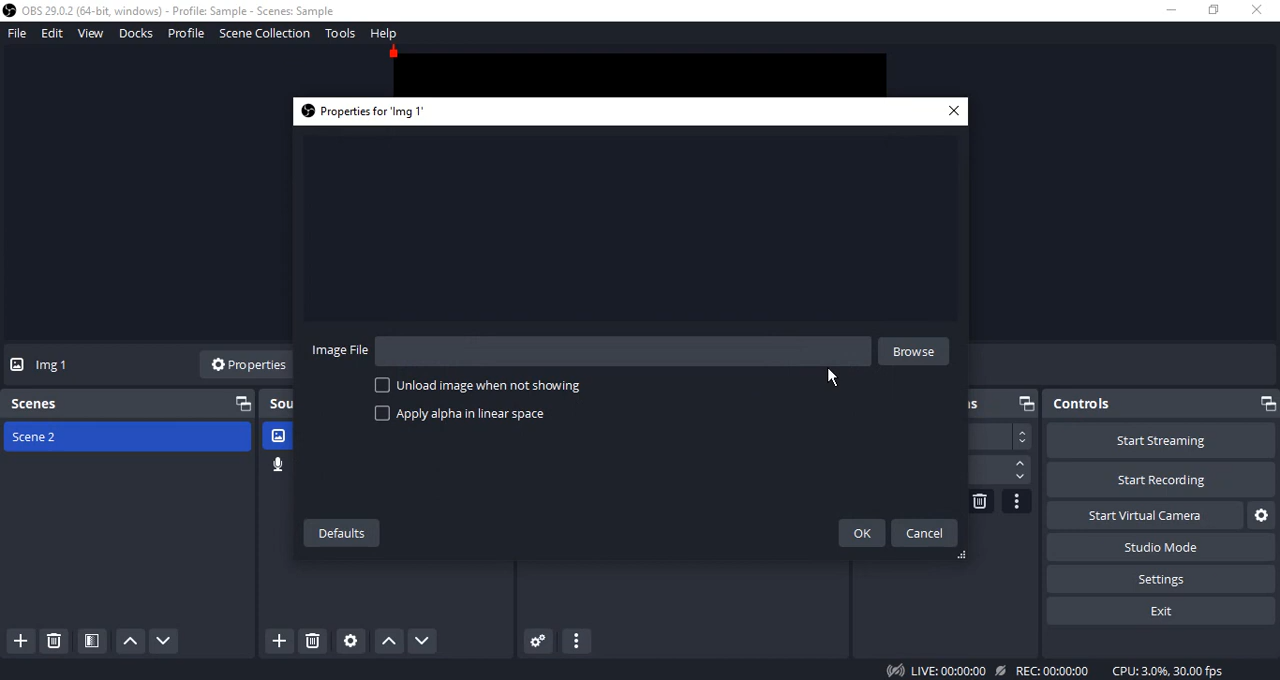 OBS 29.0.2 (64-bit, windows) - Profile: Sample - Scenes: Sample
File Edit View Docks Profile Scene Collection Tools Help
Properties for 'Img 1'
Image File
Browse
Unload image when not showing
Apply alpha in linear space
Defaults
OK
Cancel
Img 1
Properties
Scenes
Scene 2
Sou
ns
Controls
Start Streaming
Start Recording
Start Virtual Camera
Studio Mode
Settings
Exit
LIVE: 00:00:00 REC: 00:00:00 CPU: 3.0%, 30.00 fps